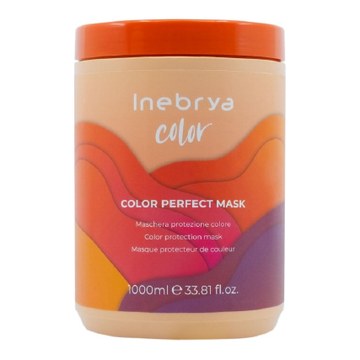 Inebrya
color
COLOR PERFECT MASK
Maschera protezione colore
Color protection mask
Masque protecteur de couleur
1000ml ℮ 33.81 fl.oz.